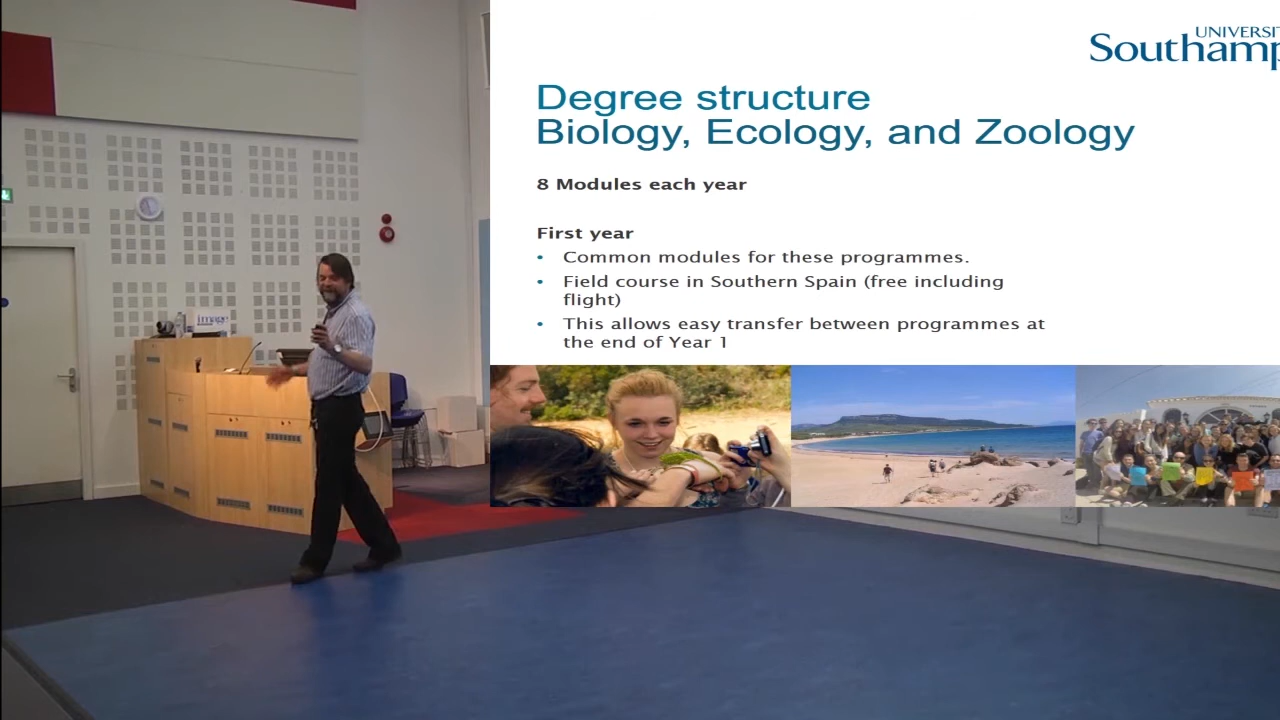 UNIVERSI
Southamp
Degree structure
Biology, Ecology, and Zoology
8 Modules each year
First year
• Common modules for these programmes.
• Field course in Southern Spain (free including
flight)
• This allows easy transfer between programmes at
the end of Year 1
image